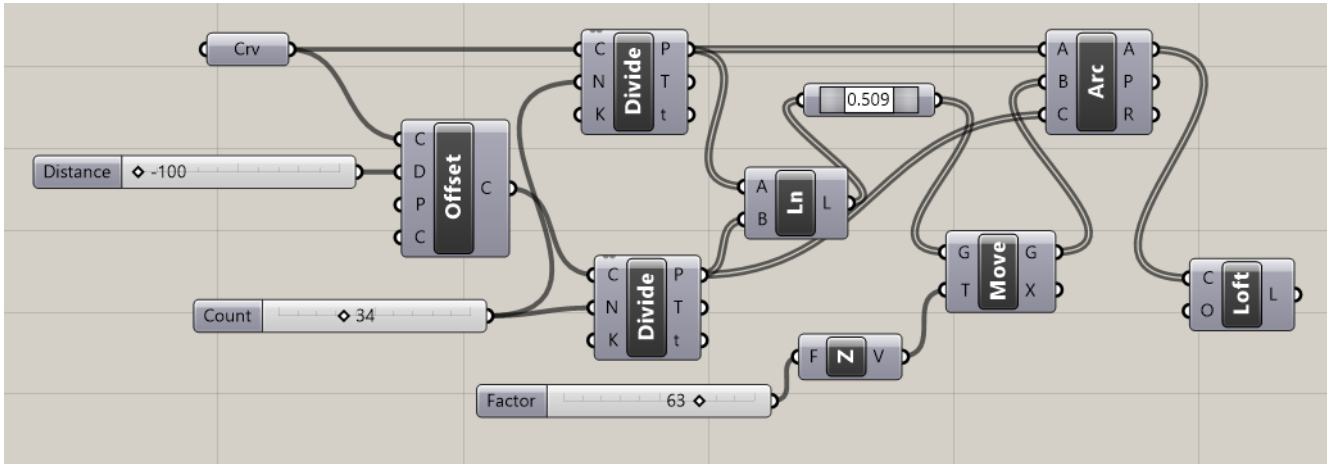 Crv
Distance -100
C
D
P
C
Offset
C
Count 34
C
N
K
Divide
P
T
t
C
N
K
Divide
P
T
t
Factor 63
A
B
Ln
L
0.509
F
Z
V
G
T
Move
G
X
A
B
C
Arc
A
P
R
C
O
Loft
L